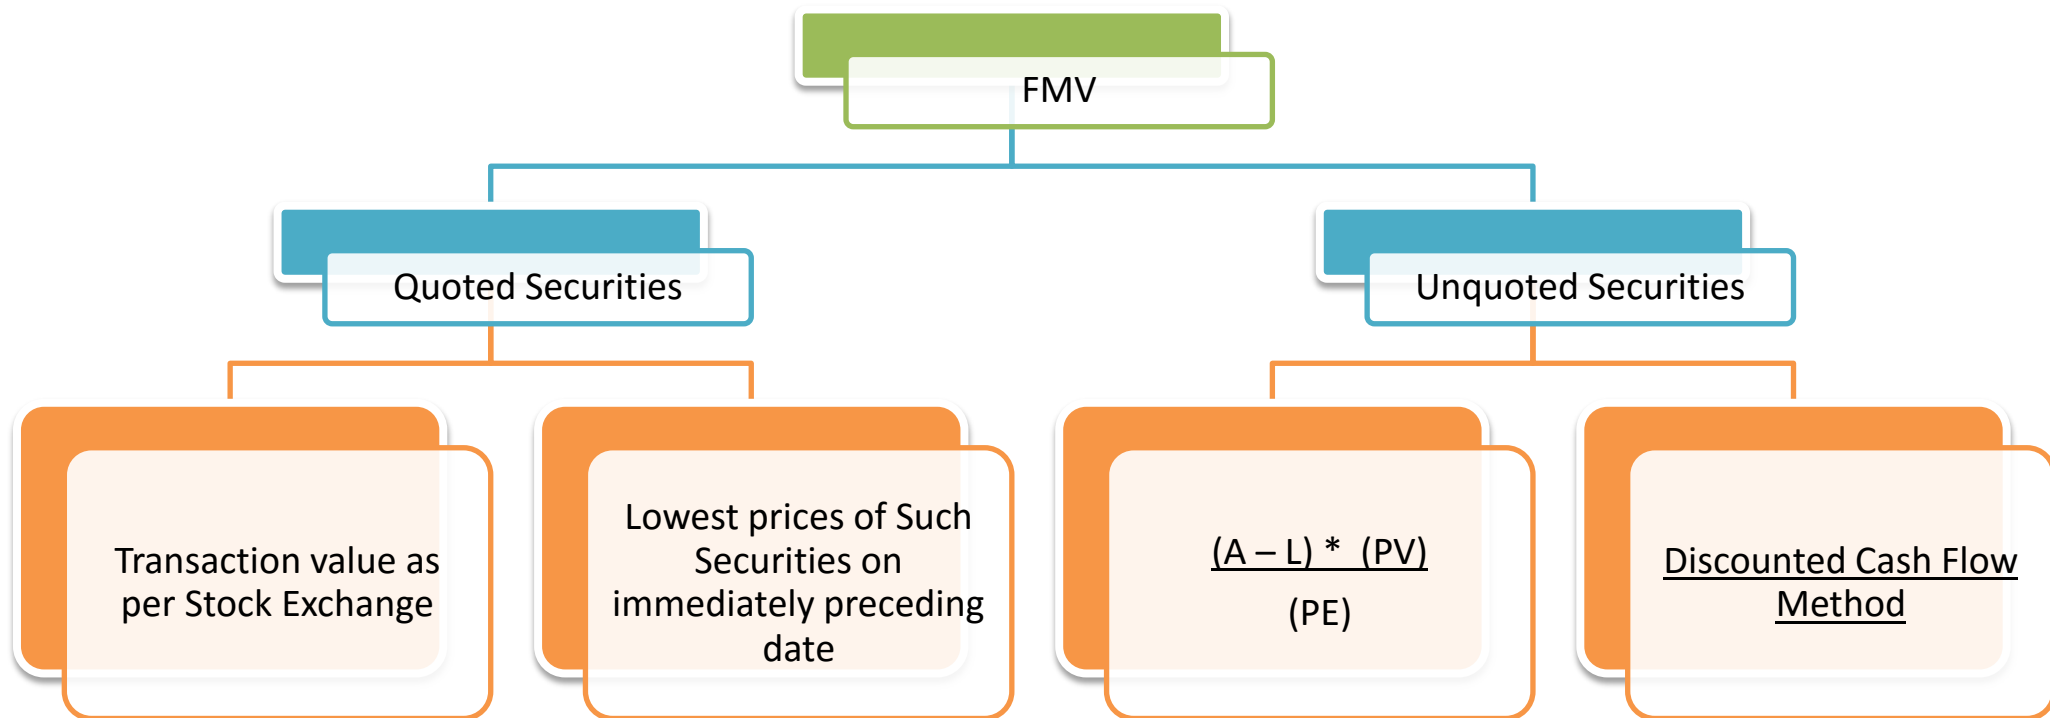 FMV
Quoted Securities
Unquoted Securities
Transaction value as
per Stock Exchange
Lowest prices of Such
Securities on
immediately preceding
date
(A – L) * (PV)
(PE)
Discounted Cash Flow
Method